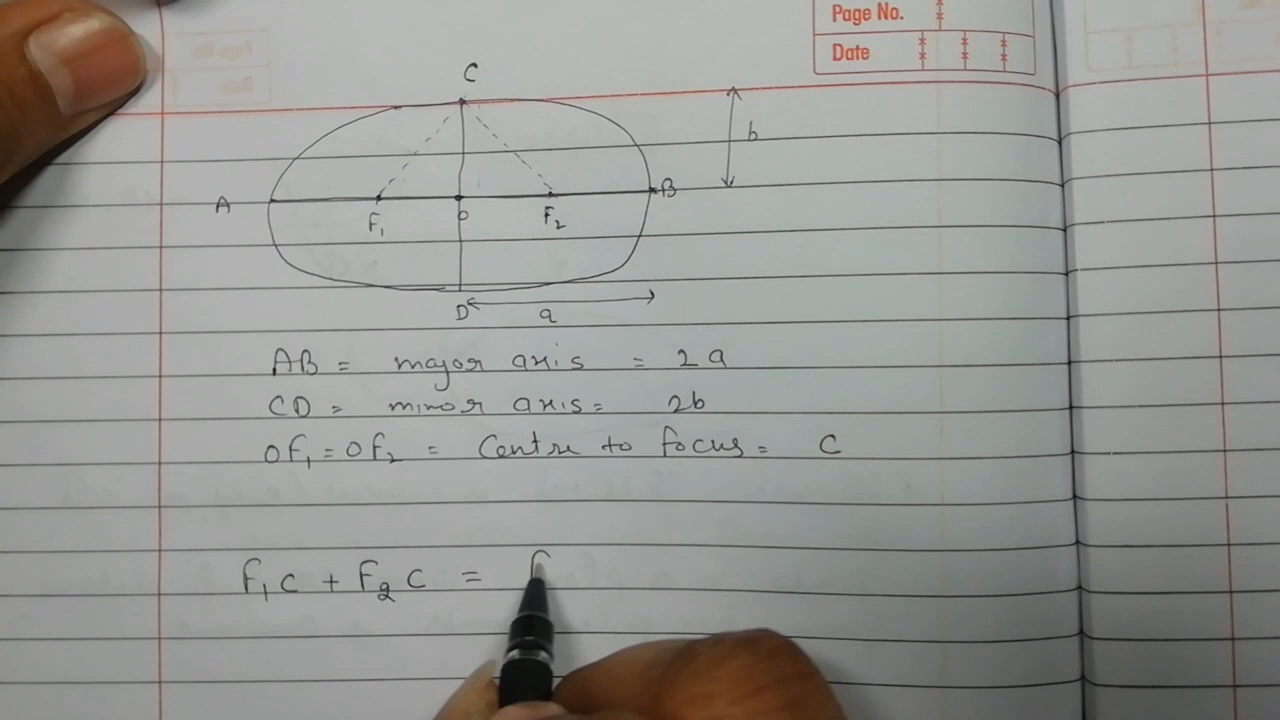 Page No.
Date
C
b
A
B
F₁
O
F₂
D
a
AB = major axis = 2a
CD = minor axis = 2b
OF₁ = OF₂ = Centre to focus = C
F₁C + F₂C =